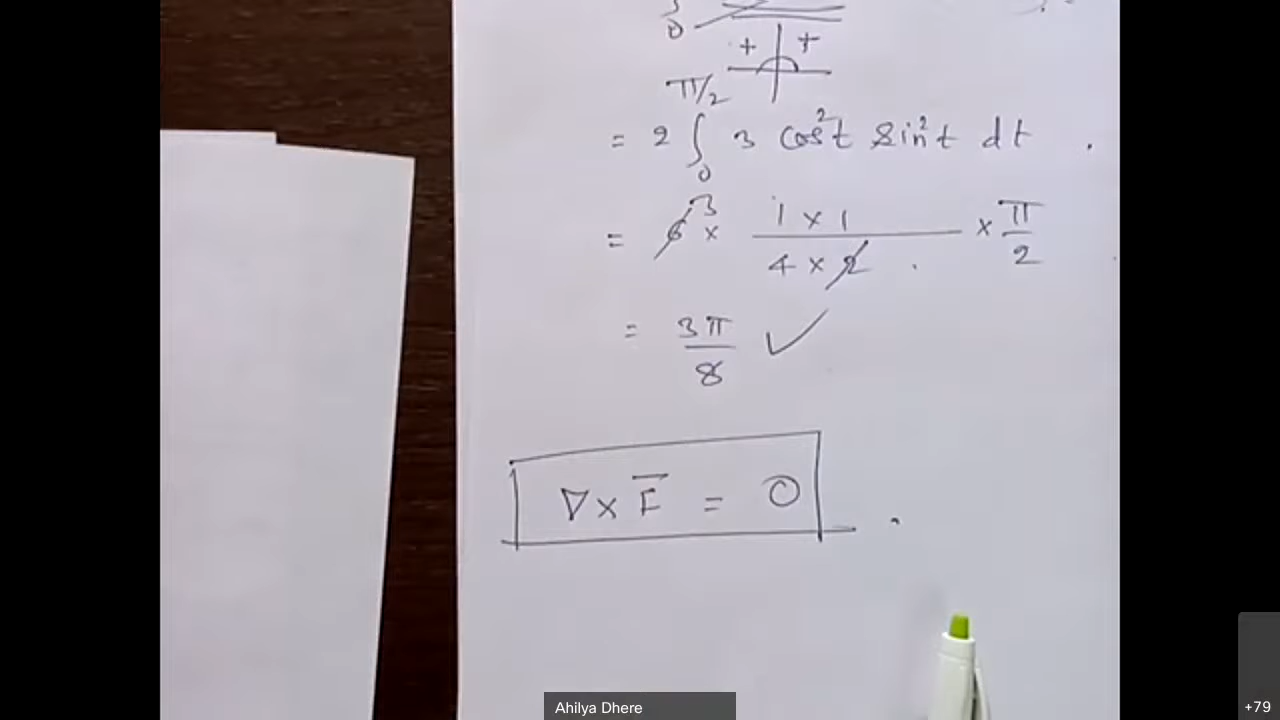 0
+ +
π/2
= 2 ∫ 3 cos²t sin²t dt .
0
= 6 3 × 1 × 1 / 4 × 2 × π / 2
= 3π / 8 ✓
∇ × F̅ = 0
Ahilya Dhere
+79